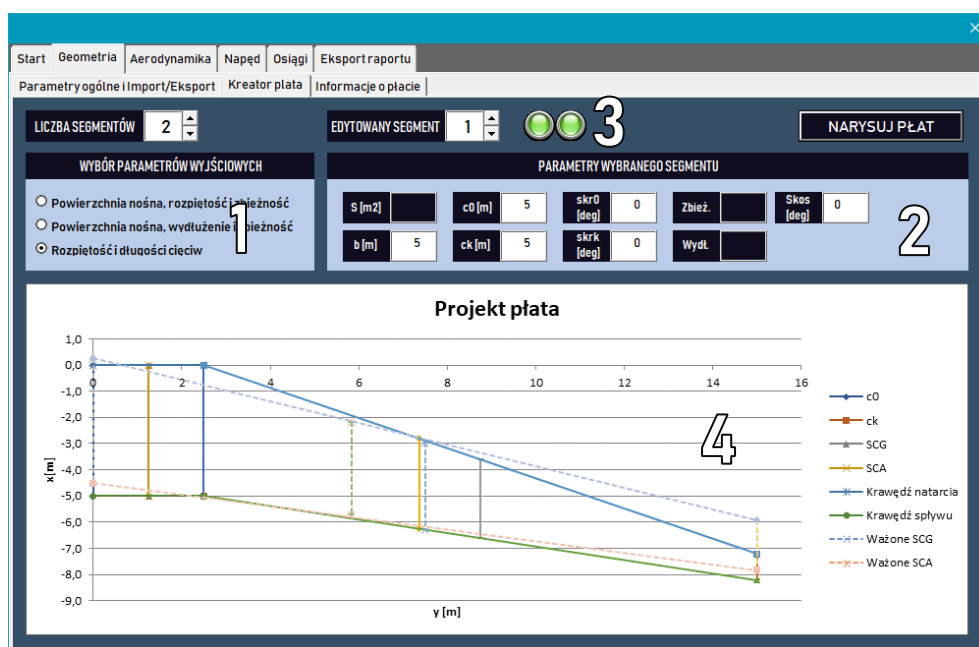 ×
Start Geometria Aerodynamika Napęd Osiągi Eksport raportu
Parametry ogólne i Import/Eksport Kreator płata Informacje o płacie
LICZBA SEGMENTÓW 2 EDYTOWANY SEGMENT 1 3 NARYSUJ PŁAT
WYBÓR PARAMETRÓW WYJŚCIOWYCH
Powierzchnia nośna, rozpiętość i zbieżność
Powierzchnia nośna, wydłużenie i zbieżność
Rozpiętość i długości cięciw
1
PARAMETRY WYBRANEGO SEGMENTU
S [m2] c0 [m] 5 skr0 [deg] 0 Zbież. Skos [deg] 0
b [m] 5 ck [m] 5 skrk [deg] 0 Wydł.
2
Projekt płata
1,0
0,0
-1,0
-2,0
-3,0
-4,0
-5,0
-6,0
-7,0
-8,0
-9,0
x[m]
0 2 4 6 8 10 12 14 16
y [m]
4
c0
ck
SCG
SCA
Krawędź natarcia
Krawędź spływu
Ważone SCG
Ważone SCA